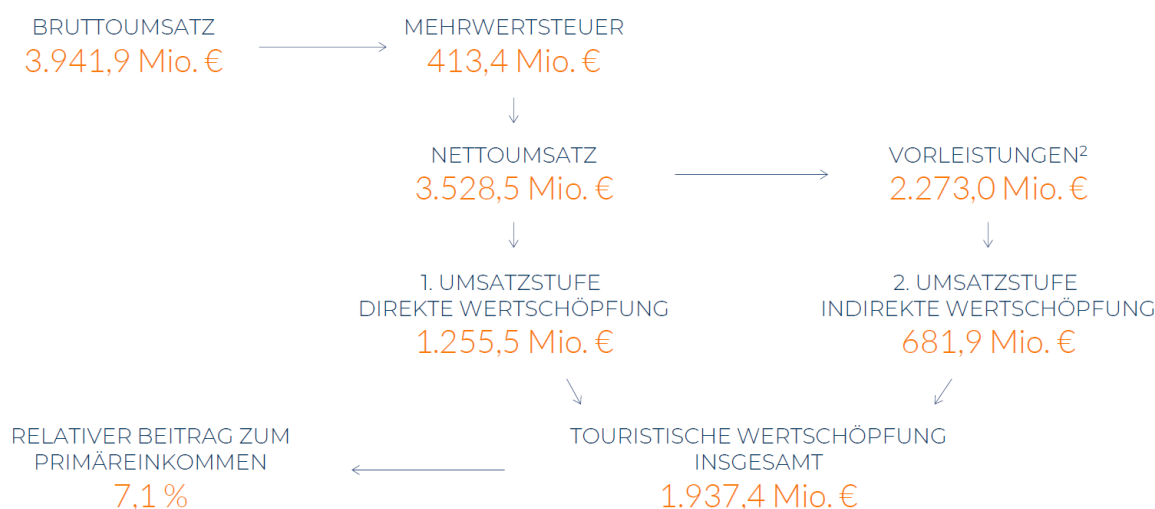 BRUTTOUMSATZ
3.941,9 Mio. €
MEHRWERTSTEUER
413,4 Mio. €
NETTOUMSATZ
3.528,5 Mio. €
VORLEISTUNGEN²
2.273,0 Mio. €
1. UMSATZSTUFE
DIREKTE WERTSCHÖPFUNG
1.255,5 Mio. €
2. UMSATZSTUFE
INDIREKTE WERTSCHÖPFUNG
681,9 Mio. €
RELATIVER BEITRAG ZUM
PRIMÄREINKOMMEN
7,1 %
TOURISTISCHE WERTSCHÖPFUNG
INSGESAMT
1.937,4 Mio. €